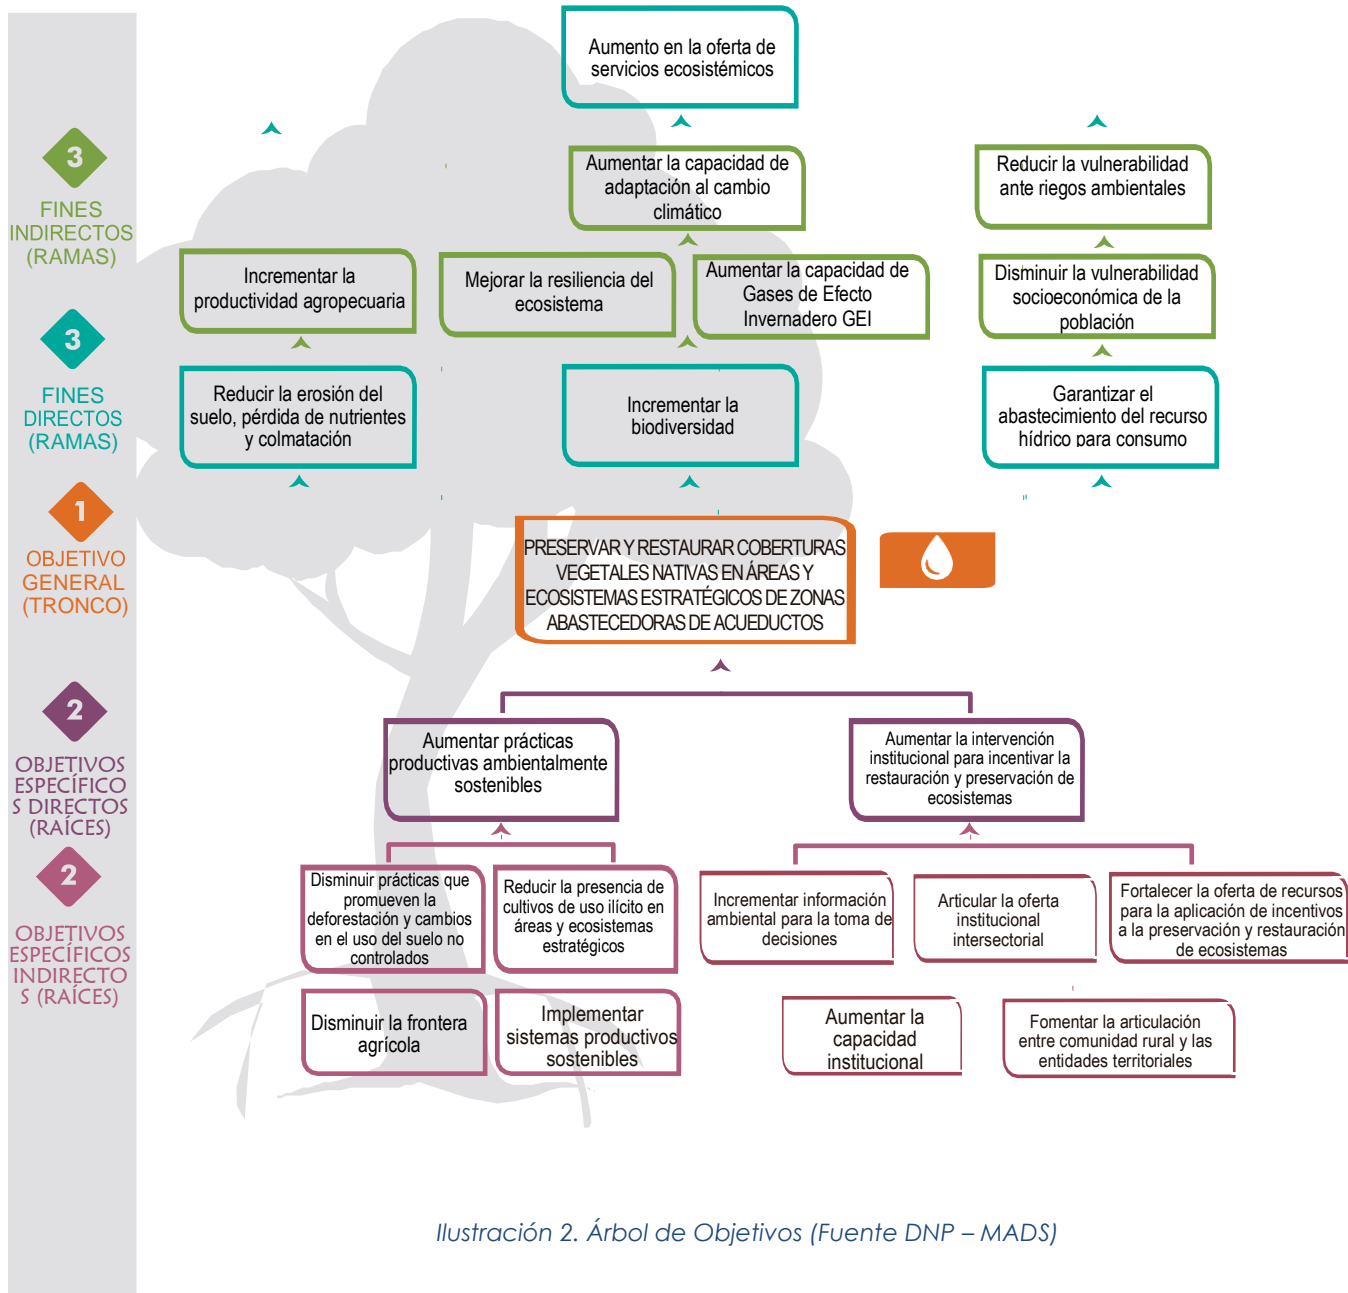 Aumento en la oferta de
servicios ecosistémicos
3
FINES
INDIRECTOS
(RAMAS)
Aumentar la capacidad de
adaptación al cambio
climático
Reducir la vulnerabilidad
ante riegos ambientales
Incrementar la
productividad agropecuaria
Mejorar la resiliencia del
ecosistema
Aumentar la capacidad de
Gases de Efecto
Invernadero GEI
Disminuir la vulnerabilidad
socioeconómica de la
población
3
FINES
DIRECTOS
(RAMAS)
Reducir la erosión del
suelo, pérdida de nutrientes
y colmatación
Incrementar la
biodiversidad
Garantizar el
abastecimiento del recurso
hídrico para consumo
1
OBJETIVO
GENERAL
(TRONCO)
PRESERVAR Y RESTAURAR COBERTURAS
VEGETALES NATIVAS EN ÁREAS Y
ECOSISTEMAS ESTRATÉGICOS DE ZONAS
ABASTECEDORAS DE ACUEDUCTOS
2
OBJETIVOS
ESPECÍFICO
S DIRECTOS
(RAÍCES)
Aumentar prácticas
productivas ambientalmente
sostenibles
Aumentar la intervención
institucional para incentivar la
restauración y preservación de
ecosistemas
2
OBJETIVOS
ESPECÍFICOS
INDIRECTO
S (RAÍCES)
Disminuir prácticas que
promueven la
deforestación y cambios
en el uso del suelo no
controlados
Reducir la presencia de
cultivos de uso ilícito en
áreas y ecosistemas
estratégicos
Incrementar información
ambiental para la toma de
decisiones
Articular la oferta
institucional
intersectorial
Fortalecer la oferta de recursos
para la aplicación de incentivos
a la preservación y restauración
de ecosistemas
Disminuir la frontera
agrícola
Implementar
sistemas productivos
sostenibles
Aumentar la
capacidad
institucional
Fomentar la articulación
entre comunidad rural y las
entidades territoriales
Ilustración 2. Árbol de Objetivos (Fuente DNP – MADS)